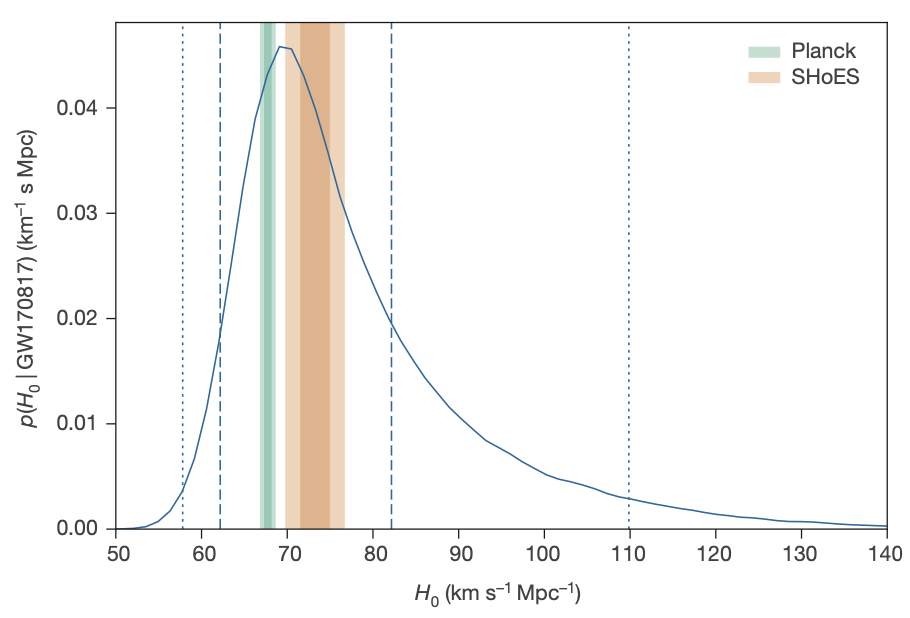 Planck
SHoES
0.04
0.03
0.02
0.01
0.00
p(H₀ | GW170817) (km⁻¹ s Mpc)
50 60 70 80 90 100 110 120 130 140
H₀ (km s⁻¹ Mpc⁻¹)